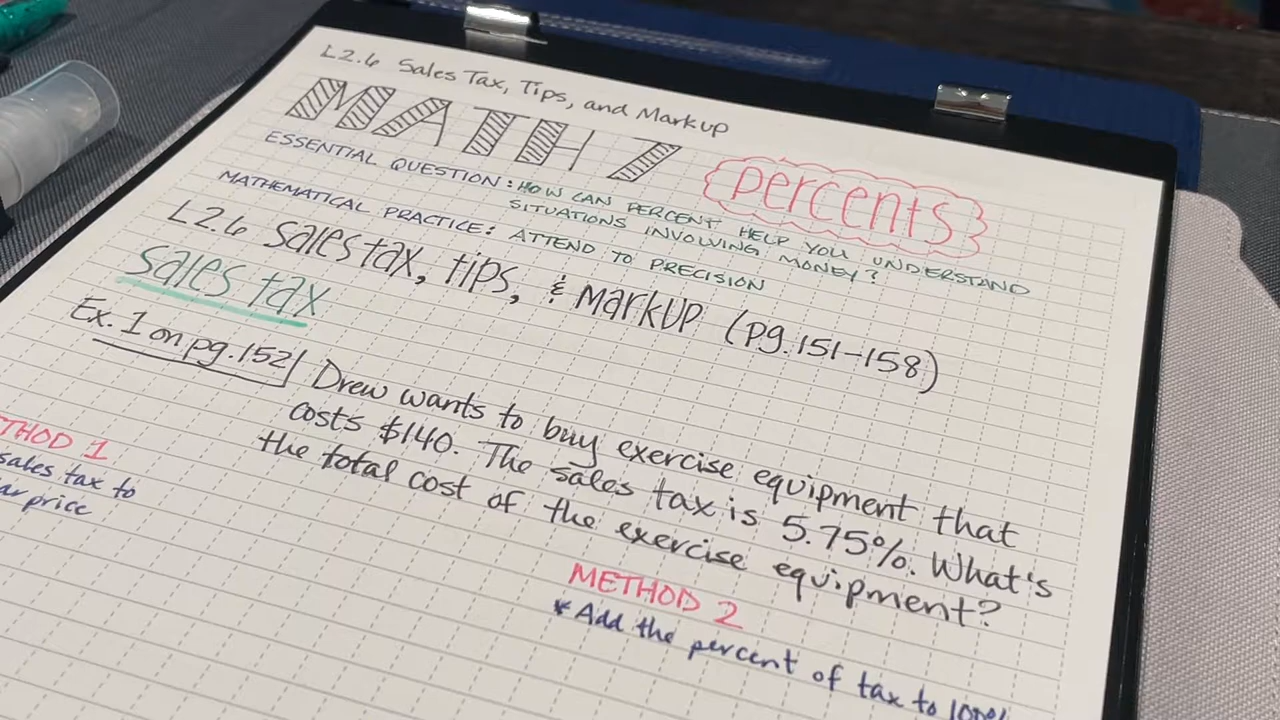 L2.6 Sales Tax, Tips, and Markup
MATH 7
percents
ESSENTIAL QUESTION: HOW CAN PERCENT HELP YOU UNDERSTAND
SITUATIONS INVOLVING MONEY?
MATHEMATICAL PRACTICE: ATTEND TO PRECISION
L2.6 sales tax, tips, & markup (pg. 151-158)
sales tax
Ex. 1 on pg. 152 Drew wants to buy exercise equipment that
costs $140. The sales tax is 5.75%. What's
the total cost of the exercise equipment?
THOD 1
sales tax to
ar price
METHOD 2
* Add the percent of tax to 100%